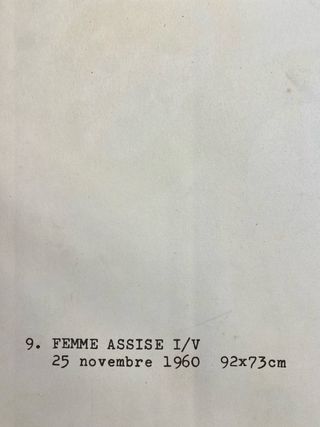 9. FEMME ASSISE I/V
25 novembre 1960 92x73cm